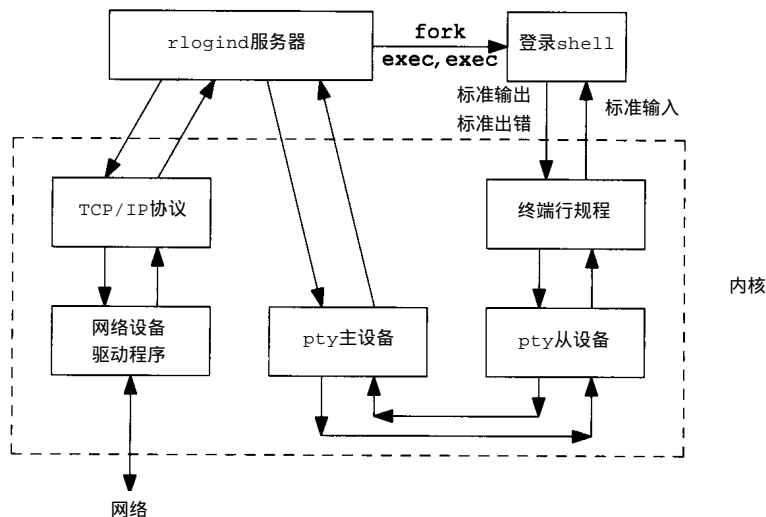 rlogind服务器
fork
exec, exec
登录shell
标准输出
标准出错
标准输入
TCP/IP协议
终端行规程
内核
网络设备
驱动程序
pty主设备
pty从设备
网络